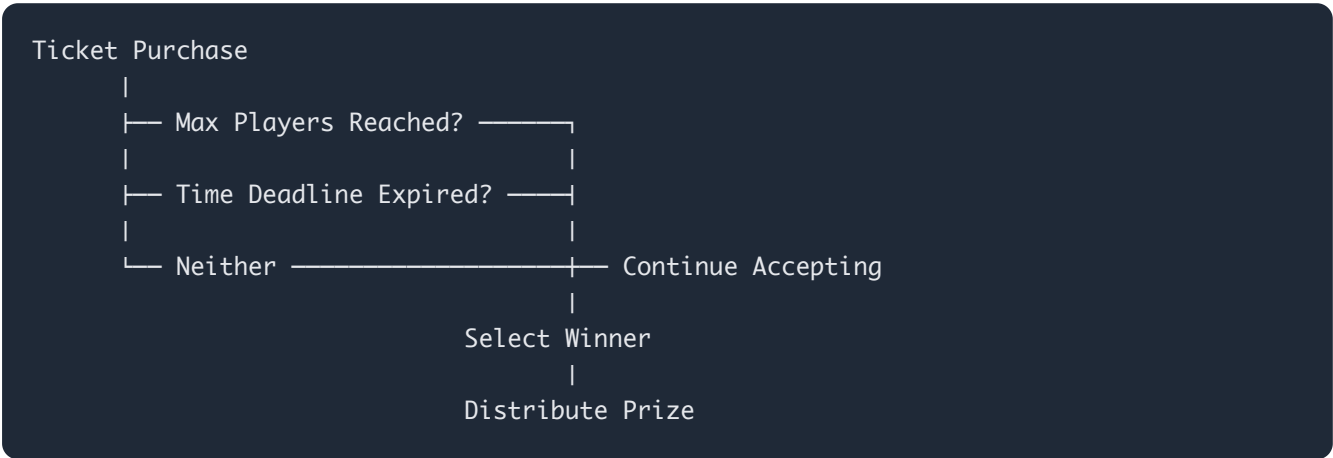 Ticket Purchase
Max Players Reached?
Time Deadline Expired?
Neither Continue Accepting
Select Winner
Distribute Prize